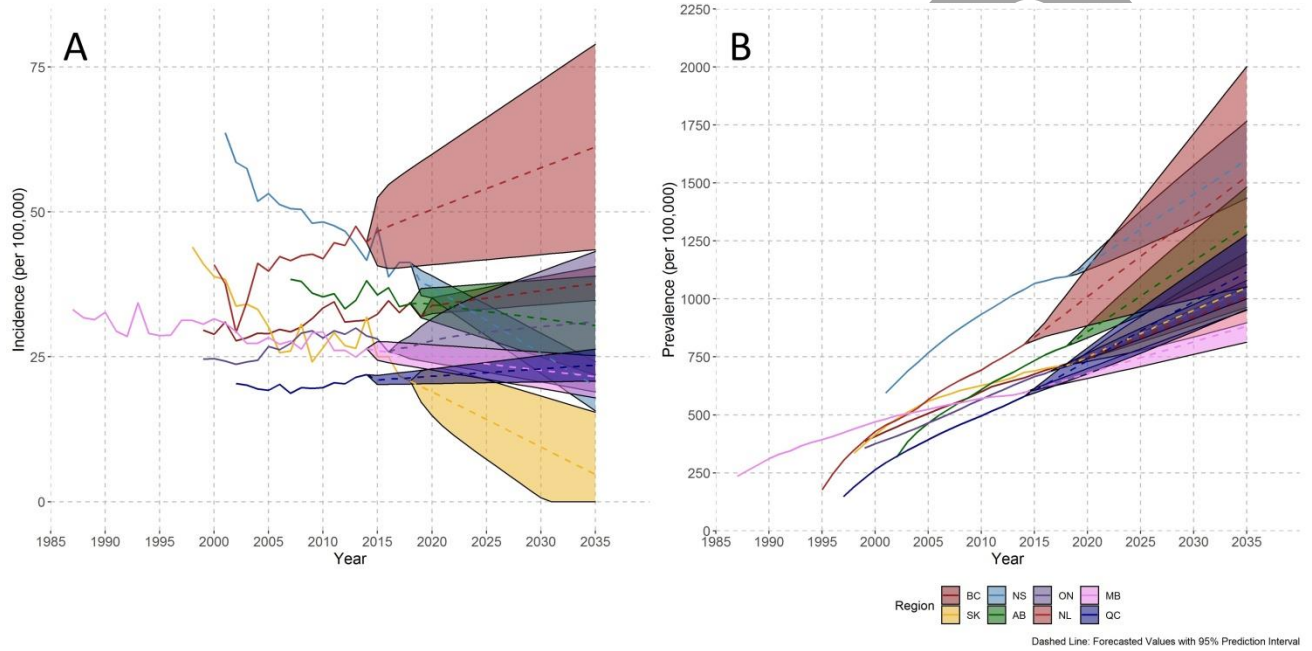 A
75
50
25
0
Incidence (per 100,000)
1985 1990 1995 2000 2005 2010 2015 2020 2025 2030 2035
Year
B
2250
2000
1750
1500
1250
1000
750
500
250
0
Prevalence (per 100,000)
1985 1990 1995 2000 2005 2010 2015 2020 2025 2030 2035
Year
Region BC NS ON MB
SK AB NL QC
Dashed Line: Forecasted Values with 95% Prediction Interval